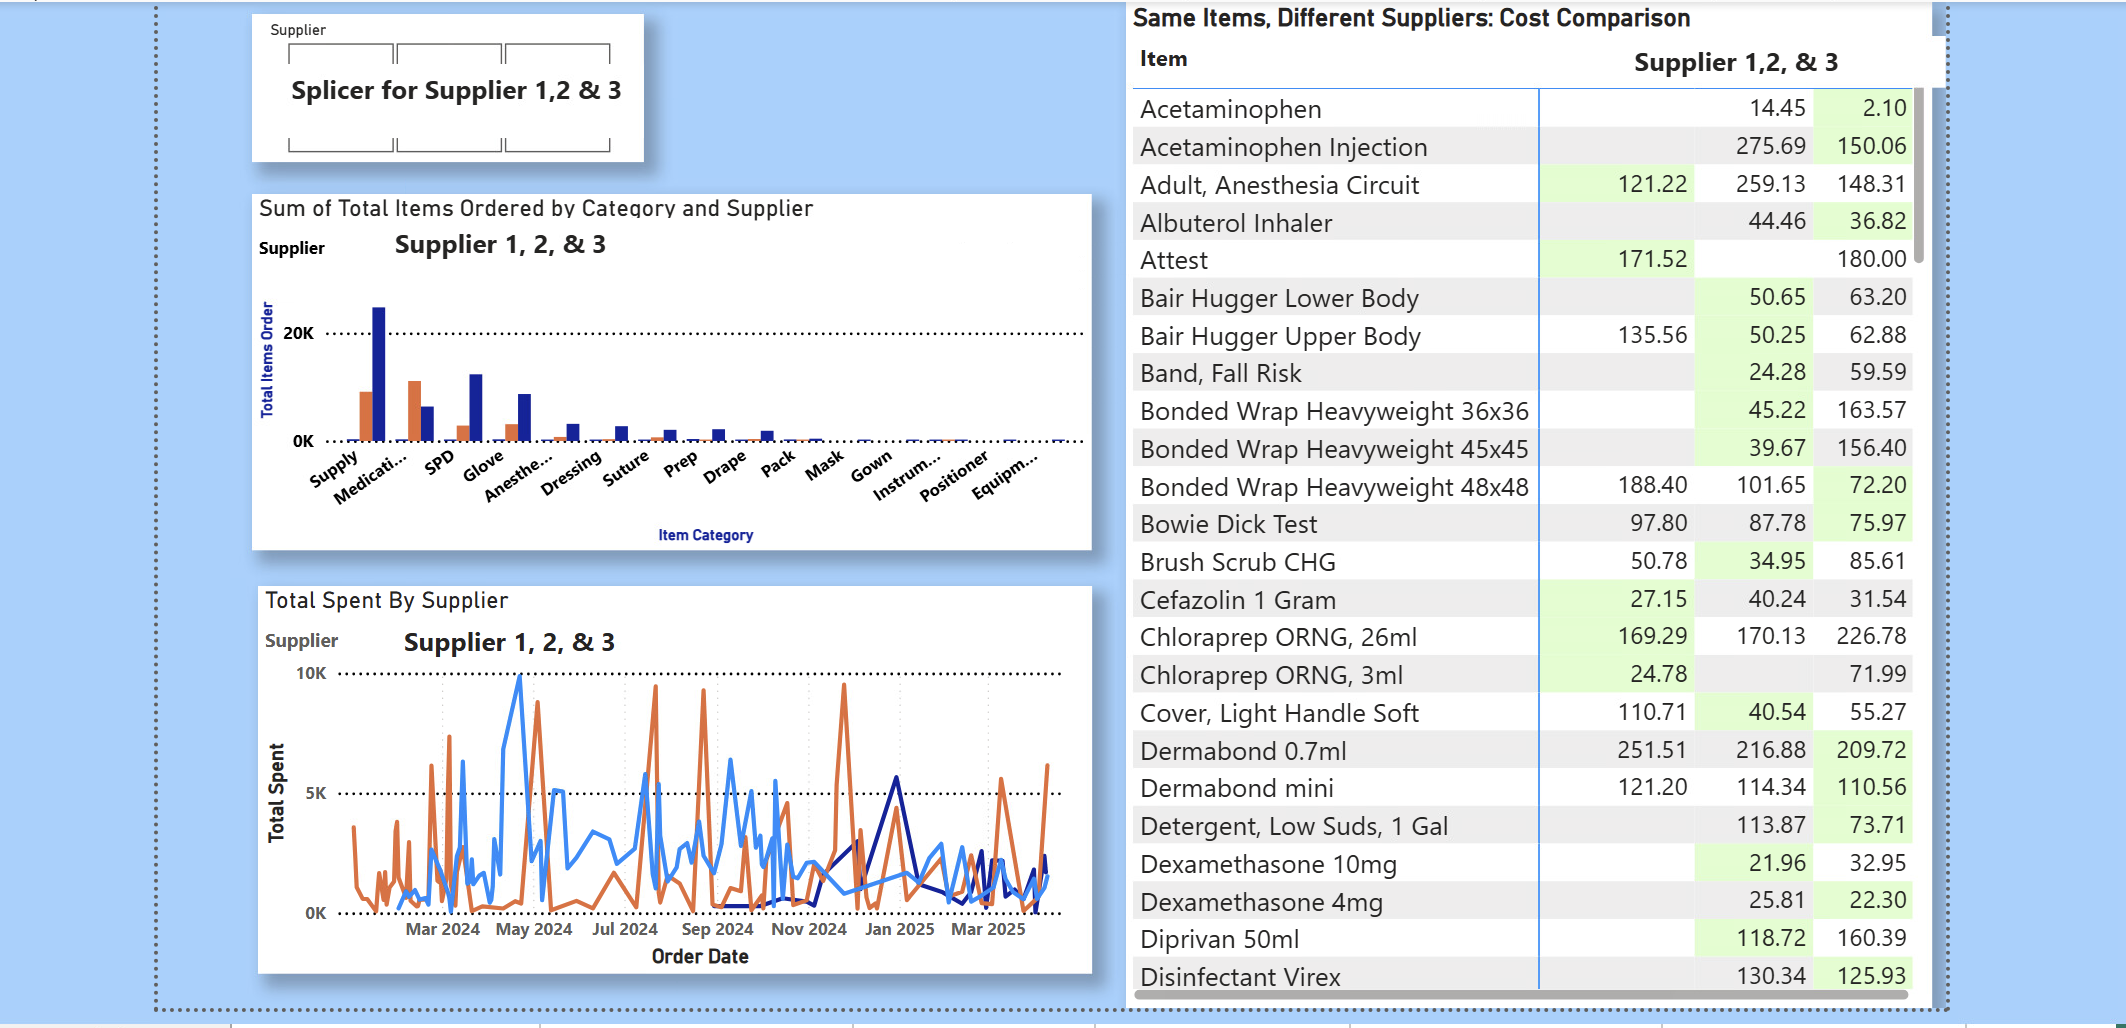 Supplier
Splicer for Supplier 1,2 & 3
Sum of Total Items Ordered by Category and Supplier
Supplier Supplier 1, 2, & 3
Total Items Order
20K
0K
Supply Medicati... SPD Glove Anesthe... Dressing Suture Prep Drape Pack Mask Gown Instrum... Positioner Equipm...
Item Category
Total Spent By Supplier
Supplier Supplier 1, 2, & 3
Total Spent
10K
5K
0K
Mar 2024 May 2024 Jul 2024 Sep 2024 Nov 2024 Jan 2025 Mar 2025
Order Date
Same Items, Different Suppliers: Cost Comparison
Item Supplier 1,2, & 3
Acetaminophen 14.45 2.10
Acetaminophen Injection 275.69 150.06
Adult, Anesthesia Circuit 121.22 259.13 148.31
Albuterol Inhaler 44.46 36.82
Attest 171.52 180.00
Bair Hugger Lower Body 50.65 63.20
Bair Hugger Upper Body 135.56 50.25 62.88
Band, Fall Risk 24.28 59.59
Bonded Wrap Heavyweight 36x36 45.22 163.57
Bonded Wrap Heavyweight 45x45 39.67 156.40
Bonded Wrap Heavyweight 48x48 188.40 101.65 72.20
Bowie Dick Test 97.80 87.78 75.97
Brush Scrub CHG 50.78 34.95 85.61
Cefazolin 1 Gram 27.15 40.24 31.54
Chloraprep ORNG, 26ml 169.29 170.13 226.78
Chloraprep ORNG, 3ml 24.78 71.99
Cover, Light Handle Soft 110.71 40.54 55.27
Dermabond 0.7ml 251.51 216.88 209.72
Dermabond mini 121.20 114.34 110.56
Detergent, Low Suds, 1 Gal 113.87 73.71
Dexamethasone 10mg 21.96 32.95
Dexamethasone 4mg 25.81 22.30
Diprivan 50ml 118.72 160.39
Disinfectant Virex 130.34 125.93